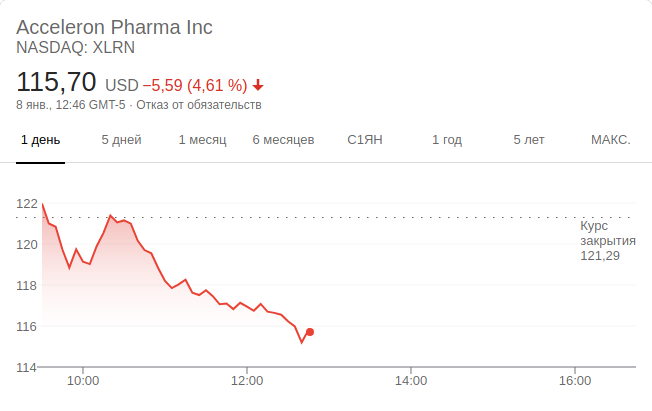 Acceleron Pharma Inc
NASDAQ: XLRN
115,70 USD −5,59 (4,61 %)
8 янв., 12:46 GMT-5 · Отказ от обязательств
1 день 5 дней 1 месяц 6 месяцев С1ЯН 1 год 5 лет МАКС.
122
Курс
закрытия
121,29
120
118
116
114
10:00 12:00 14:00 16:00